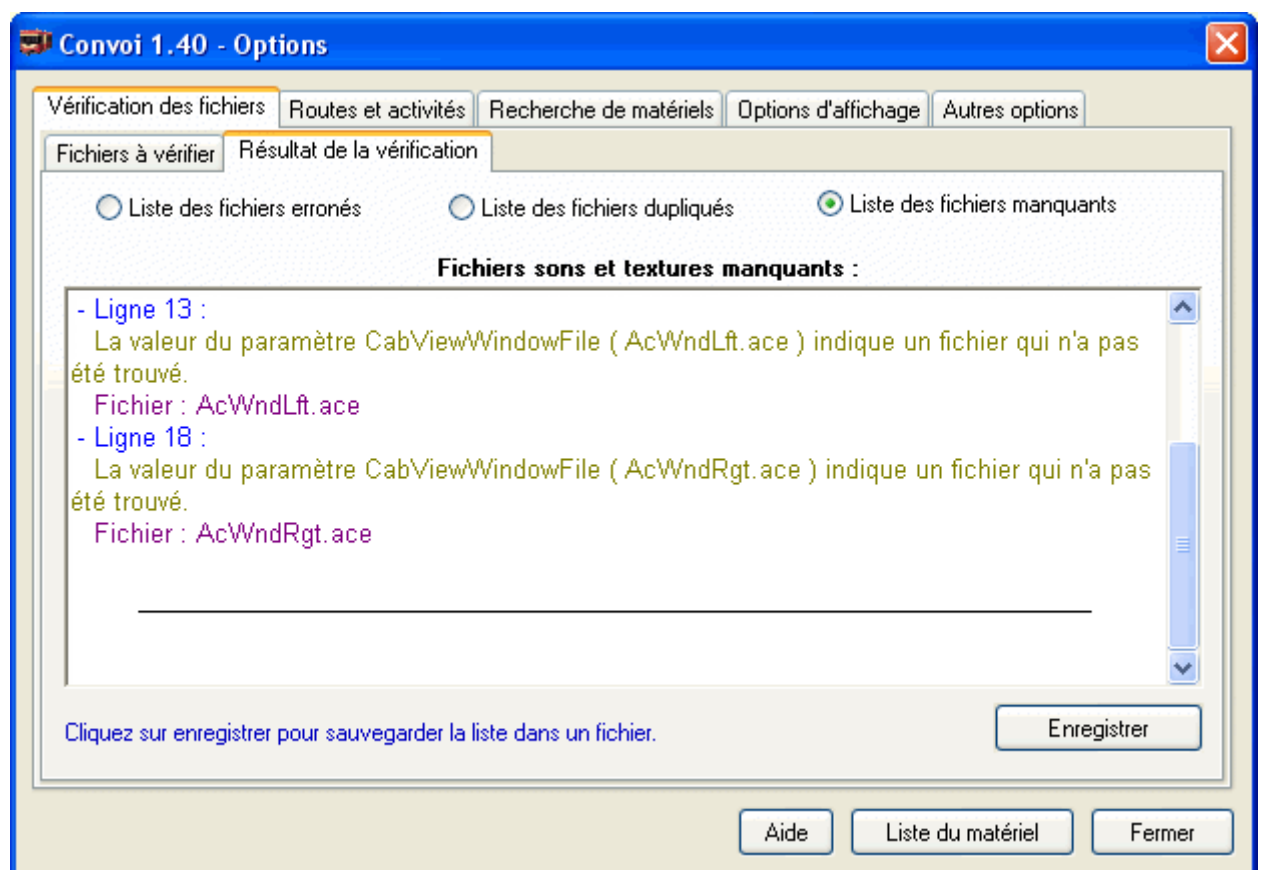 Convoi 1.40 - Options
Vérification des fichiers Routes et activités Recherche de matériels Options d'affichage Autres options
Fichiers à vérifier Résultat de la vérification
Liste des fichiers erronés Liste des fichiers dupliqués Liste des fichiers manquants
Fichiers sons et textures manquants :
- Ligne 13 :
La valeur du paramètre CabViewWindowFile ( AcWndLft.ace ) indique un fichier qui n'a pas
été trouvé.
Fichier : AcWndLft.ace
- Ligne 18 :
La valeur du paramètre CabViewWindowFile ( AcWndRgt.ace ) indique un fichier qui n'a pas
été trouvé.
Fichier : AcWndRgt.ace
Cliquez sur enregistrer pour sauvegarder la liste dans un fichier.
Enregistrer
Aide Liste du matériel Fermer